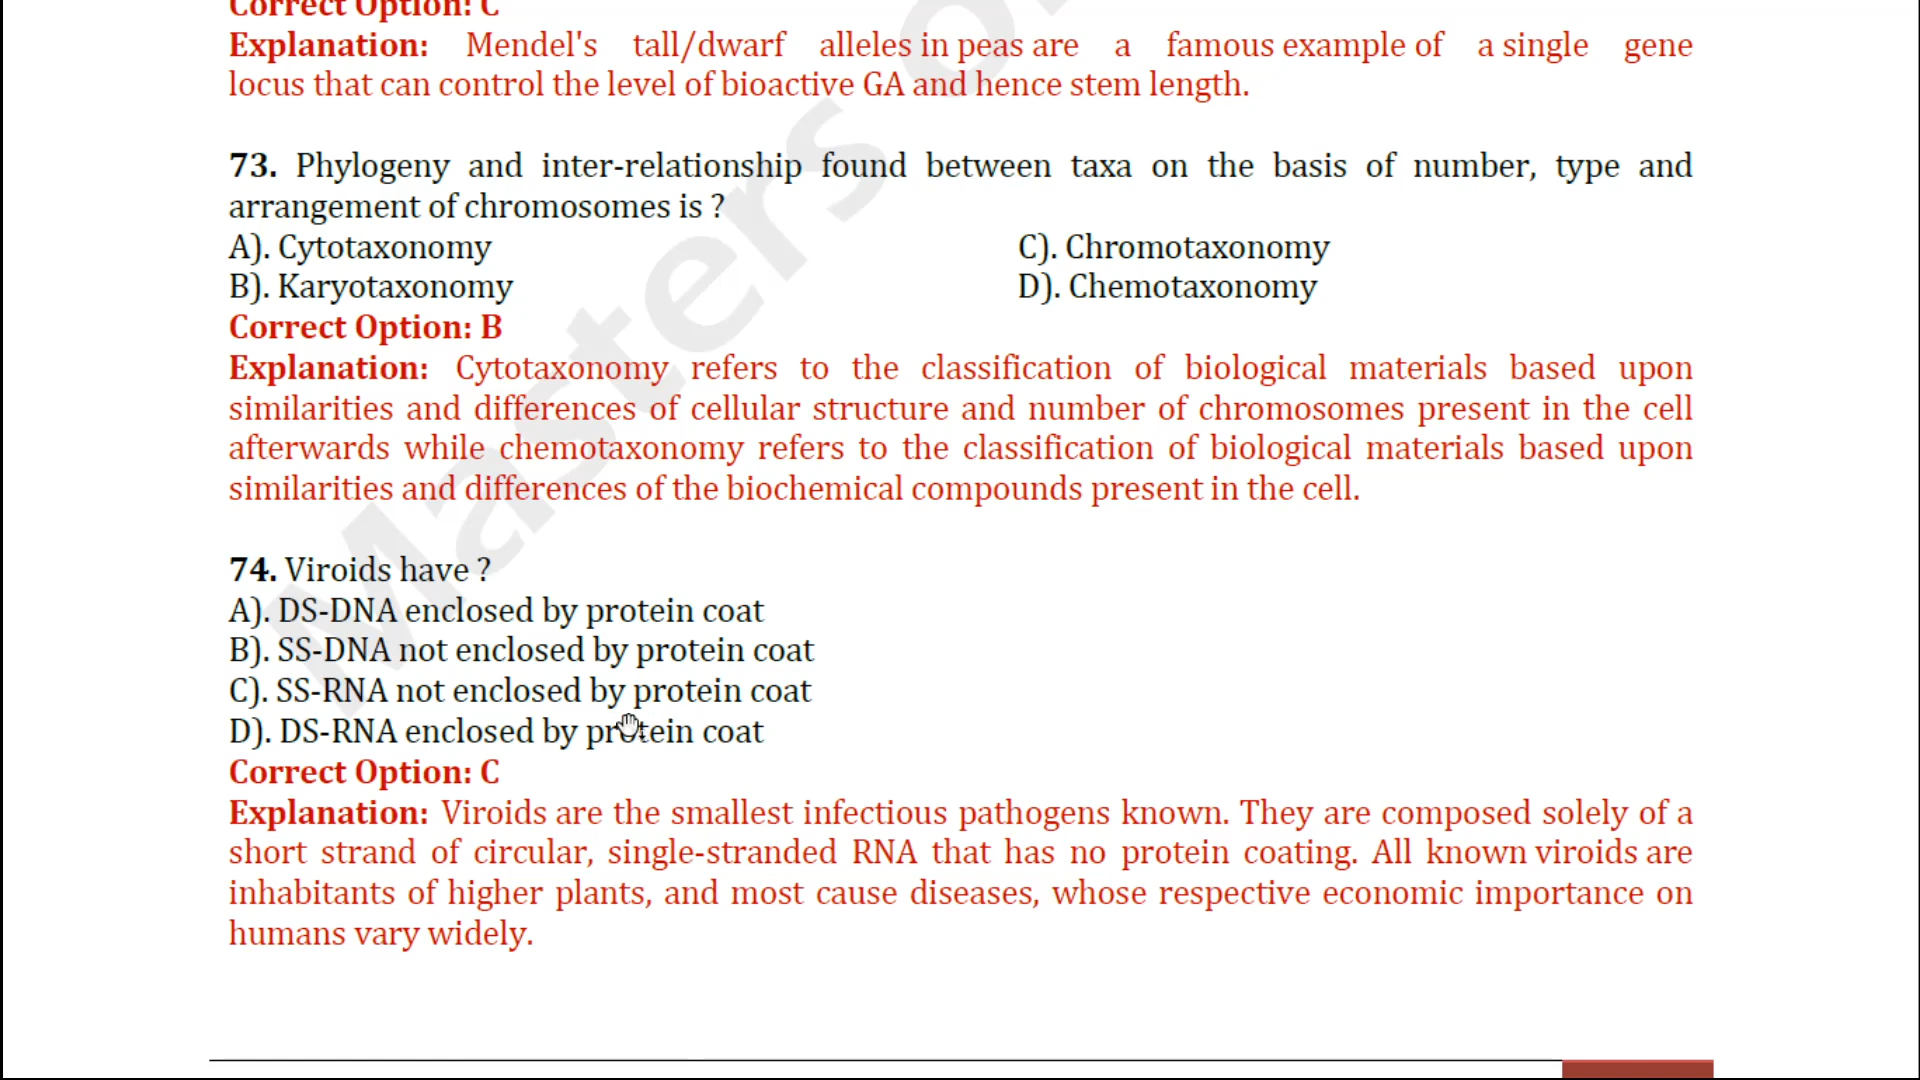 Correct Option: C
Explanation: Mendel's tall/dwarf alleles in peas are a famous example of a single gene
locus that can control the level of bioactive GA and hence stem length.
73. Phylogeny and inter-relationship found between taxa on the basis of number, type and
arrangement of chromosomes is ?
A). Cytotaxonomy
C). Chromotaxonomy
B). Karyotaxonomy
D). Chemotaxonomy
Correct Option: B
Explanation: Cytotaxonomy refers to the classification of biological materials based upon
similarities and differences of cellular structure and number of chromosomes present in the cell
afterwards while chemotaxonomy refers to the classification of biological materials based upon
similarities and differences of the biochemical compounds present in the cell.
74. Viroids have ?
A). DS-DNA enclosed by protein coat
B). SS-DNA not enclosed by protein coat
C). SS-RNA not enclosed by protein coat
D). DS-RNA enclosed by protein coat
Correct Option: C
Explanation: Viroids are the smallest infectious pathogens known. They are composed solely of a
short strand of circular, single-stranded RNA that has no protein coating. All known viroids are
inhabitants of higher plants, and most cause diseases, whose respective economic importance on
humans vary widely.
Masters